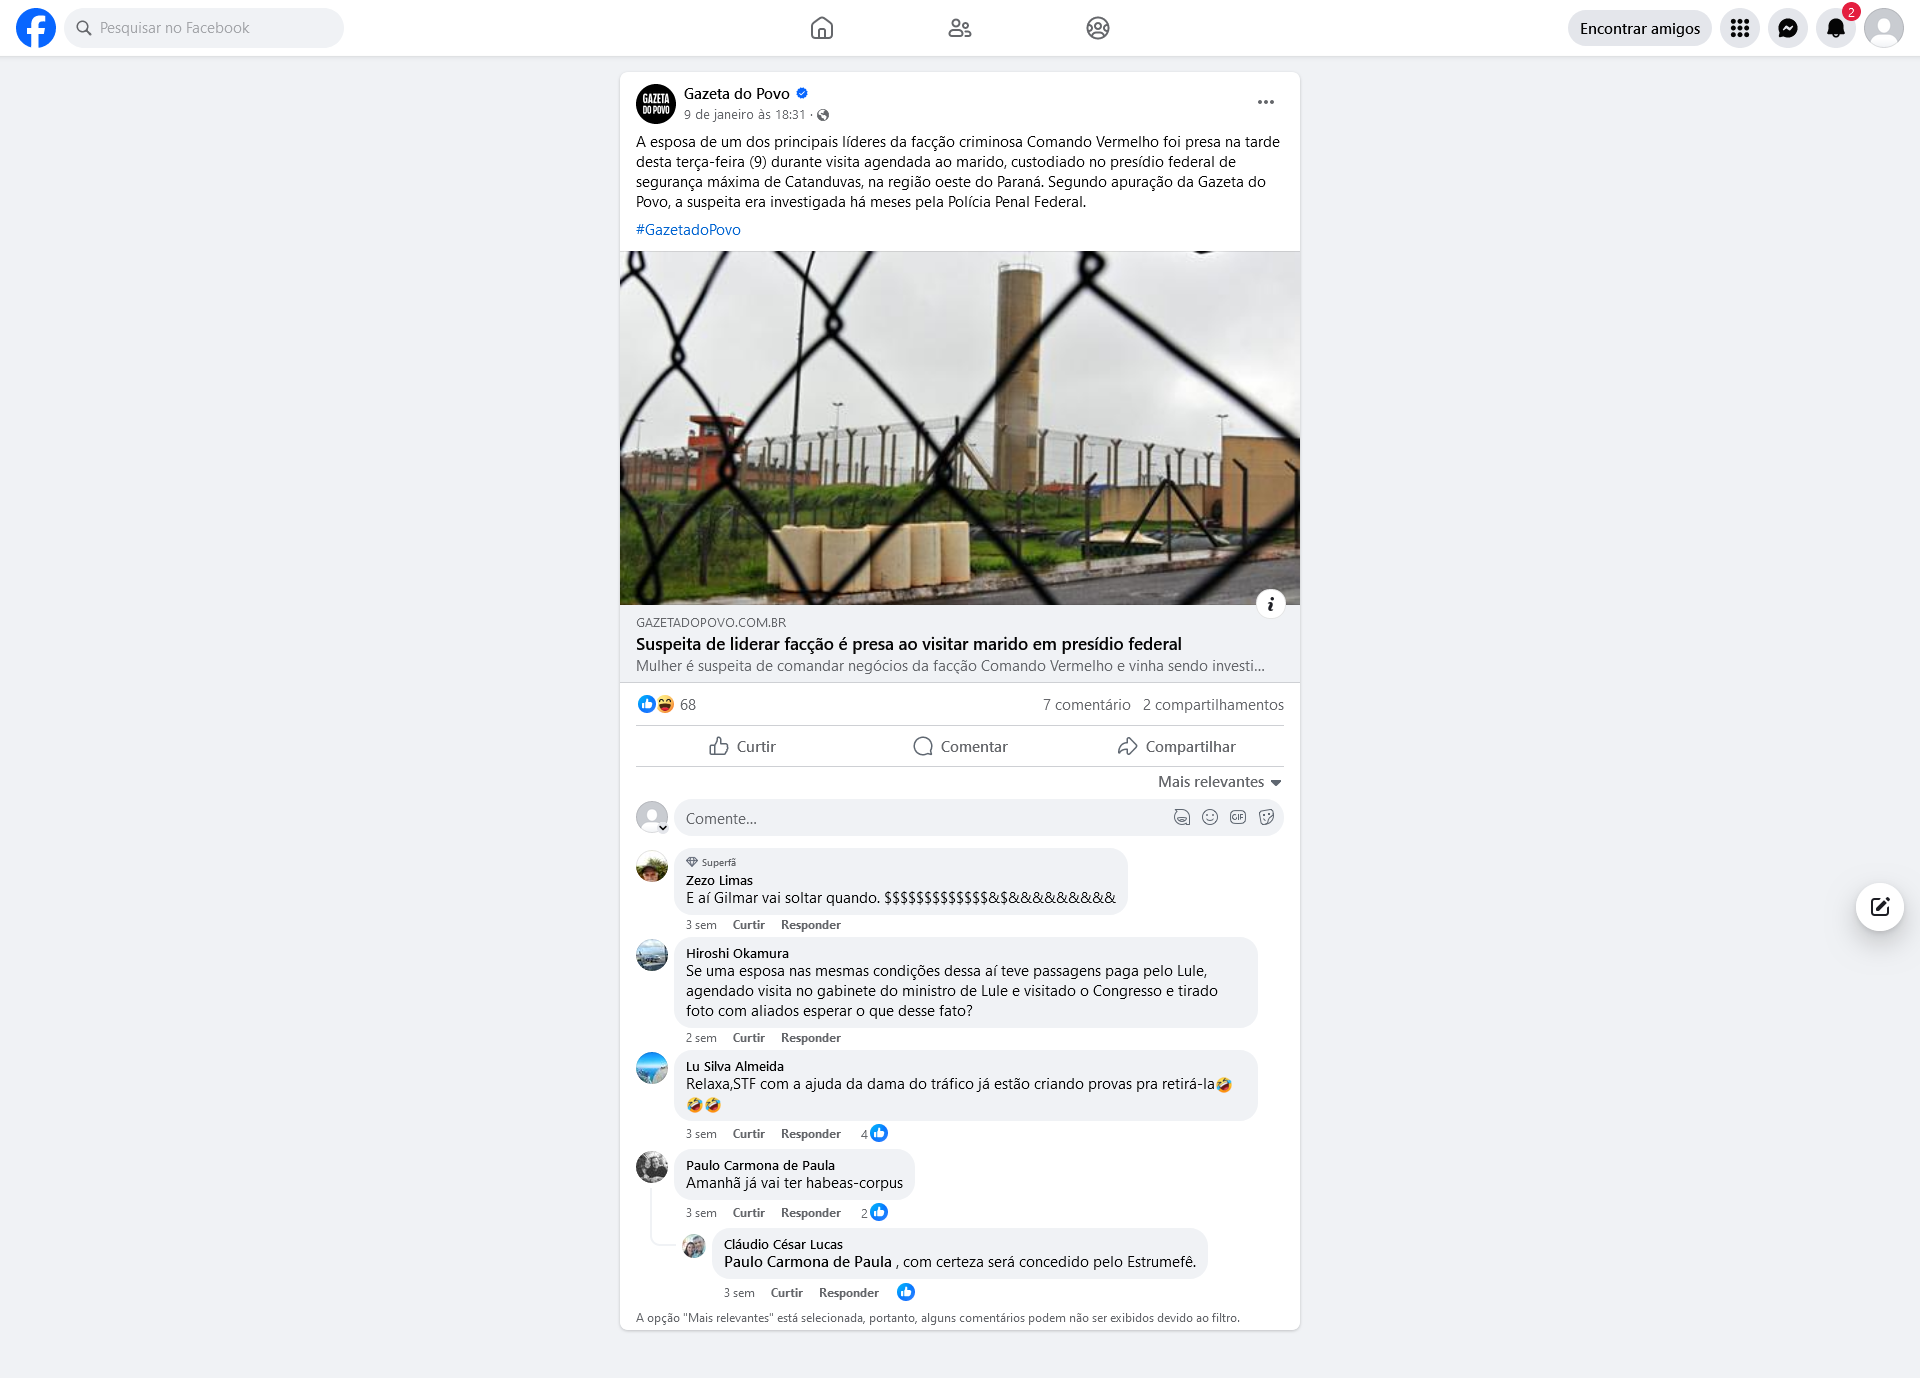 Pesquisar no Facebook
Encontrar amigos
2
GAZETA
DO POVO
Gazeta do Povo
9 de janeiro às 18:31 ·
A esposa de um dos principais líderes da facção criminosa Comando Vermelho foi presa na tarde
desta terça-feira (9) durante visita agendada ao marido, custodiado no presídio federal de
segurança máxima de Catanduvas, na região oeste do Paraná. Segundo apuração da Gazeta do
Povo, a suspeita era investigada há meses pela Polícia Penal Federal.
#GazetadoPovo
GAZETADOPOVO.COM.BR
Suspeita de liderar facção é presa ao visitar marido em presídio federal
Mulher é suspeita de comandar negócios da facção Comando Vermelho e vinha sendo investi...
68
7 comentário 2 compartilhamentos
Curtir Comentar Compartilhar
Mais relevantes
Comente...
GIF
Superfã
Zezo Limas
E aí Gilmar vai soltar quando. $$$$$$$$$$$$$&$&&&&&&&&&
3 sem Curtir Responder
Hiroshi Okamura
Se uma esposa nas mesmas condições dessa aí teve passagens paga pelo Lule,
agendado visita no gabinete do ministro de Lule e visitado o Congresso e tirado
foto com aliados esperar o que desse fato?
2 sem Curtir Responder
Lu Silva Almeida
Relaxa,STF com a ajuda da dama do tráfico já estão criando provas pra retirá-la🤣
🤣🤣
3 sem Curtir Responder 4
Paulo Carmona de Paula
Amanhã já vai ter habeas-corpus
3 sem Curtir Responder 2
Cláudio César Lucas
Paulo Carmona de Paula , com certeza será concedido pelo Estrumefê.
3 sem Curtir Responder
A opção "Mais relevantes" está selecionada, portanto, alguns comentários podem não ser exibidos devido ao filtro.